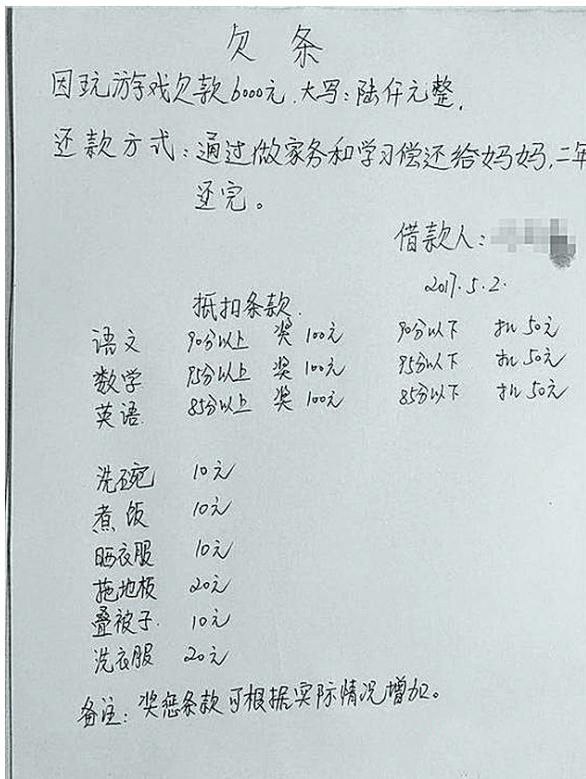 欠条
因玩游戏欠款6000元.大写:陆仟元整,
还款方式:通过做家务和学习偿还给妈妈,二年
还完。
借款人:
2017.5.2.
抵扣条款.
语文 90分以上 奖100元 90分以下 扣50元
数学 95分以上 奖100元 95分以下 扣50元
英语. 85分以上 奖100元 85分以下 扣50元
洗碗 10元
煮饭 10元
晒衣服 10元
拖地板 20元
叠被子. 10元
洗衣服 20元
备注:奖惩条款可根据实际情况增加。